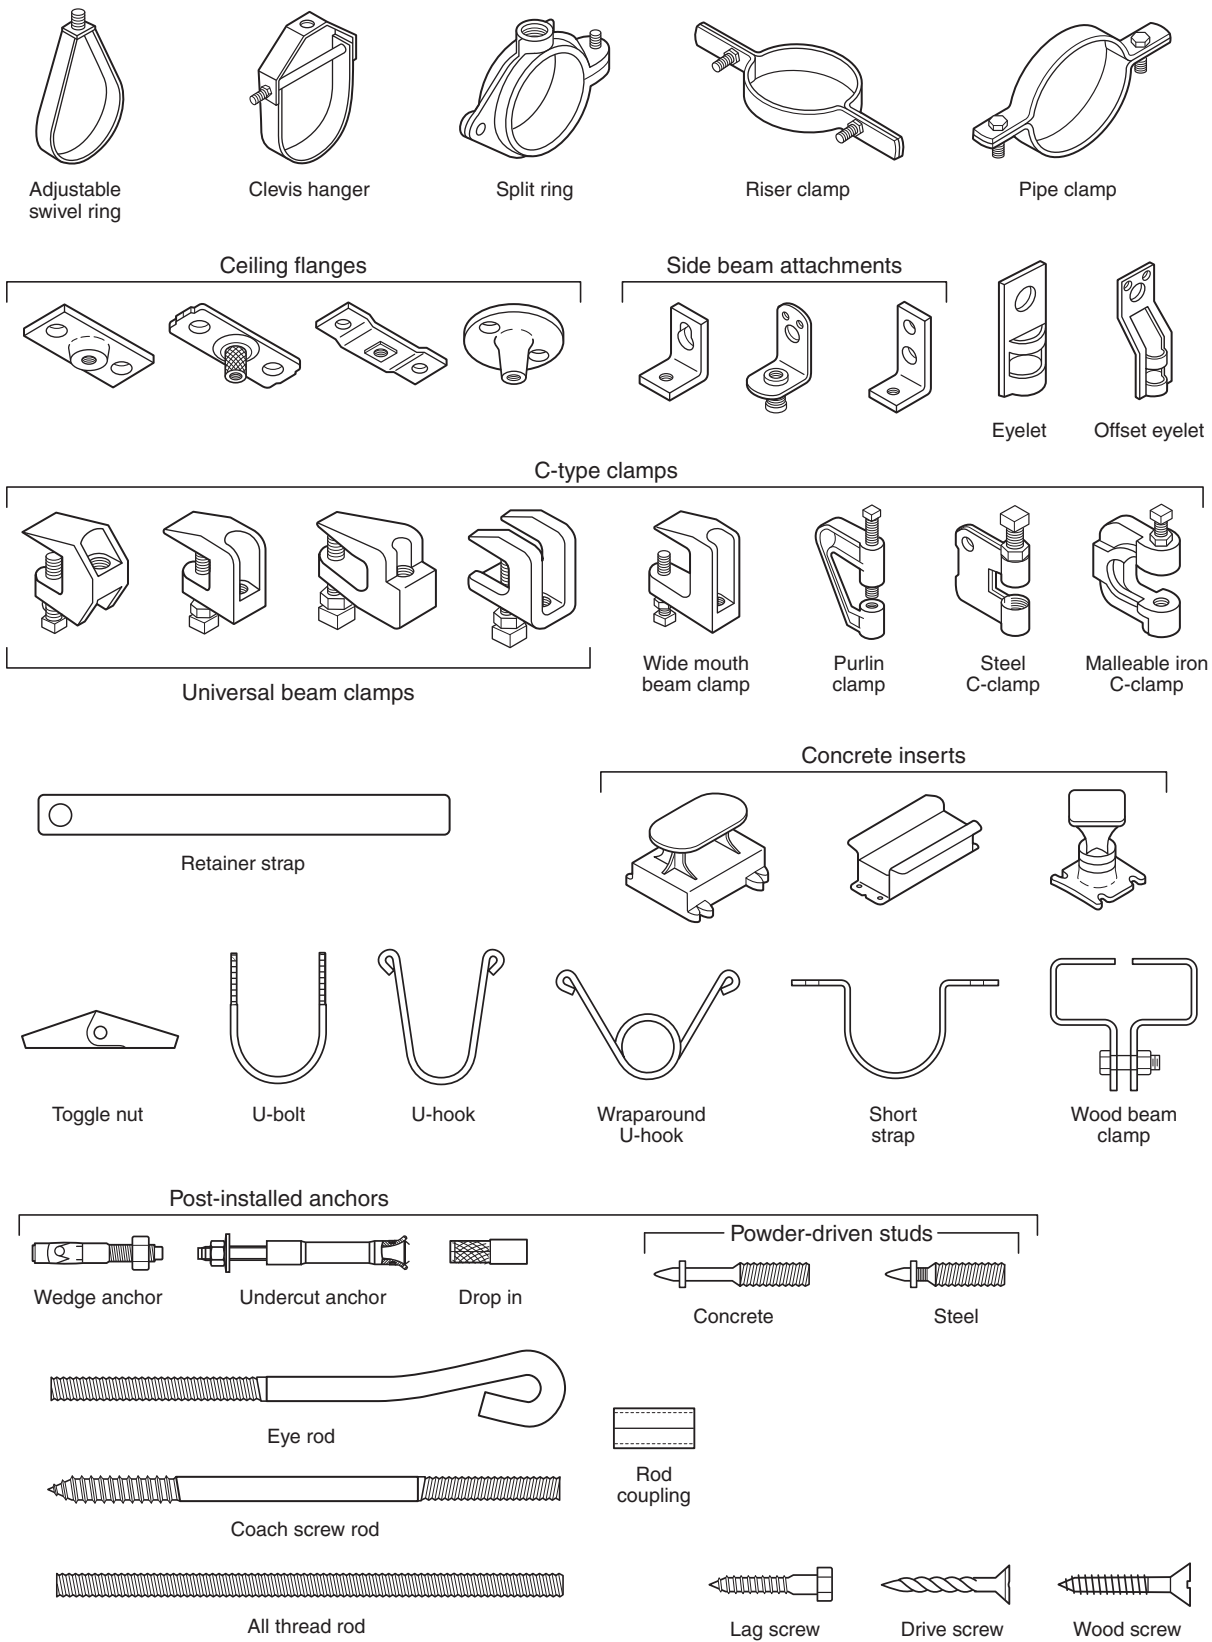 Adjustable
swivel ring
Clevis hanger
Split ring
Riser clamp
Pipe clamp
Ceiling flanges
Side beam attachments
Eyelet
Offset eyelet
C-type clamps
Universal beam clamps
Wide mouth
beam clamp
Purlin
clamp
Steel
C-clamp
Malleable iron
C-clamp
Concrete inserts
Retainer strap
Toggle nut
U-bolt
U-hook
Wraparound
U-hook
Short
strap
Wood beam
clamp
Post-installed anchors
Powder-driven studs
Wedge anchor
Undercut anchor
Drop in
Concrete
Steel
Eye rod
Rod
coupling
Coach screw rod
All thread rod
Lag screw
Drive screw
Wood screw